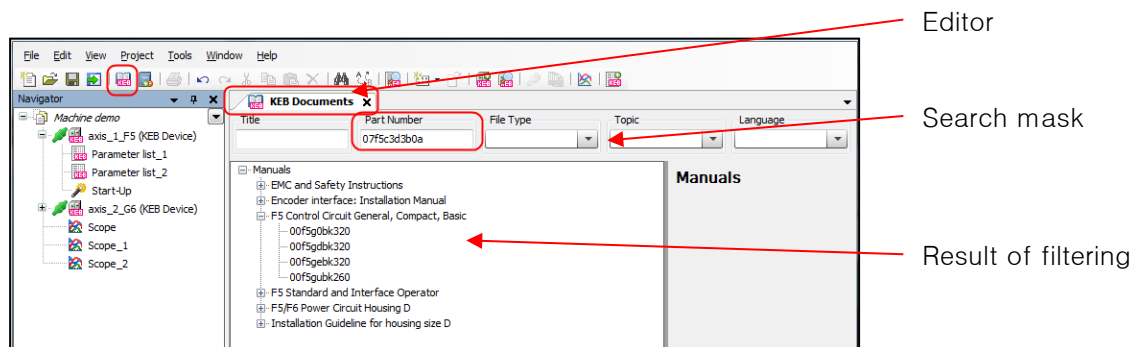 Editor
File Edit View Project Tools Window Help
Navigator
KEB Documents
Machine demo
Title Part Number File Type Topic Language
Search mask
axis_1_F5 (KEB Device)
07f5c3d3b0a
Parameter_list_1
Parameter list_2
Start-Up
axis_2_G6 (KEB Device)
Scope
Scope_1
Scope_2
Manuals
EMC and Safety Instructions
Encoder interface: Installation Manual
F5 Control Circuit General, Compact, Basic
00f5g0bk320
00f5gdbk320
00f5gebk320
00f5gubk260
F5 Standard and Interface Operator
F5/F6 Power Circuit Housing D
Installation Guideline for housing size D
Manuals
Result of filtering